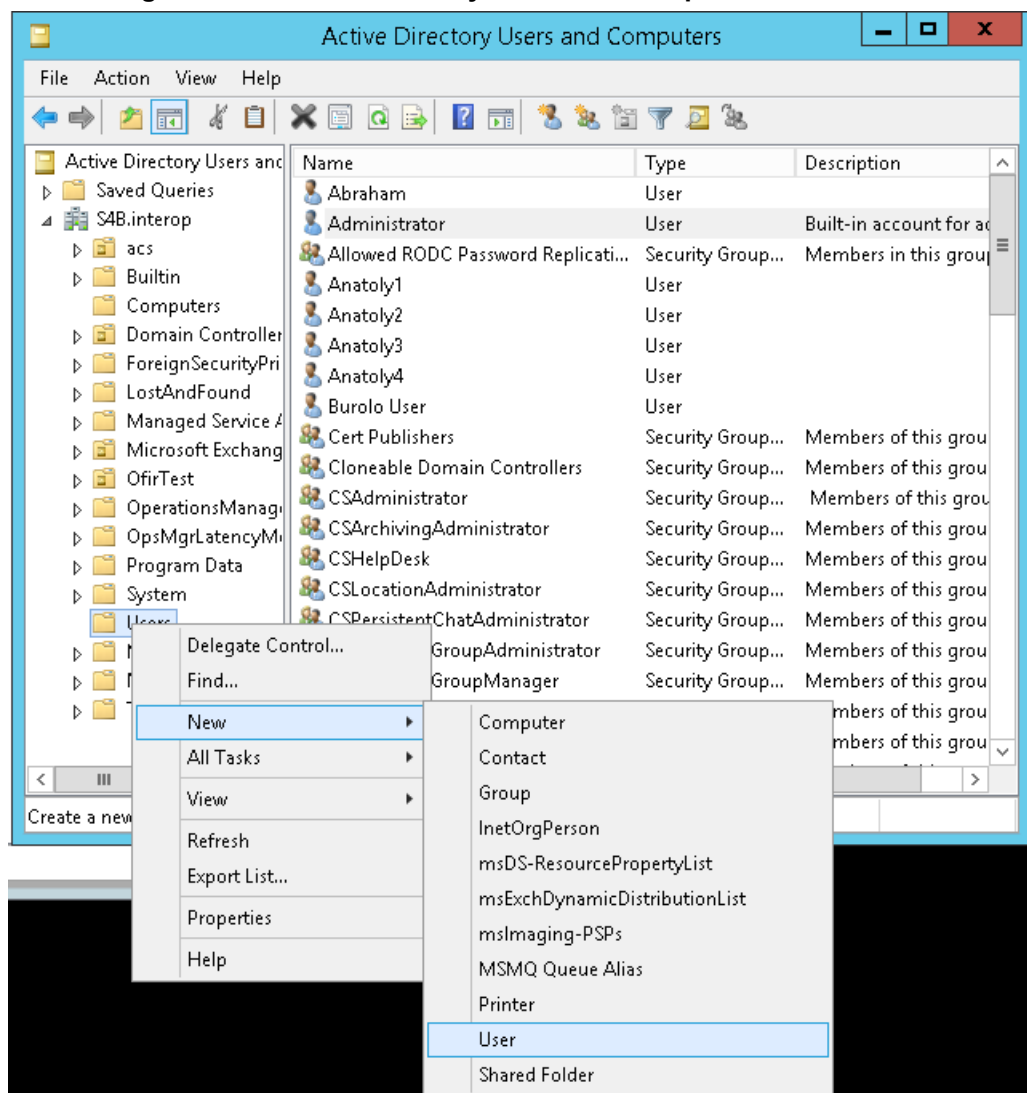 Active Directory Users and Computers
File Action View Help
Active Directory Users and
Saved Queries
S4B.interop
acs
Builtin
Computers
Domain Controller
ForeignSecurityPri
LostAndFound
Managed Service A
Microsoft Exchang
OfirTest
OperationsManag
OpsMgrLatencyM
Program Data
System
Users
Name Type Description
Abraham User
Administrator User Built-in account for ad
Allowed RODC Password Replicati... Security Group... Members in this group
Anatoly1 User
Anatoly2 User
Anatoly3 User
Anatoly4 User
Burolo User User
Cert Publishers Security Group... Members of this grou
Cloneable Domain Controllers Security Group... Members of this grou
CSAdministrator Security Group... Members of this grou
CSArchivingAdministrator Security Group... Members of this grou
CSHelpDesk Security Group... Members of this grou
CSLocationAdministrator Security Group... Members of this grou
CSPersistentChatAdministrator Security Group... Members of this grou
GroupAdministrator Security Group... Members of this grou
GroupManager Security Group... Members of this grou
mbers of this grou
mbers of this grou
Create a new
Delegate Control...
Find...
New
All Tasks
View
Refresh
Export List...
Properties
Help
Computer
Contact
Group
InetOrgPerson
msDS-ResourcePropertyList
msExchDynamicDistributionList
msImaging-PSPs
MSMQ Queue Alias
Printer
User
Shared Folder